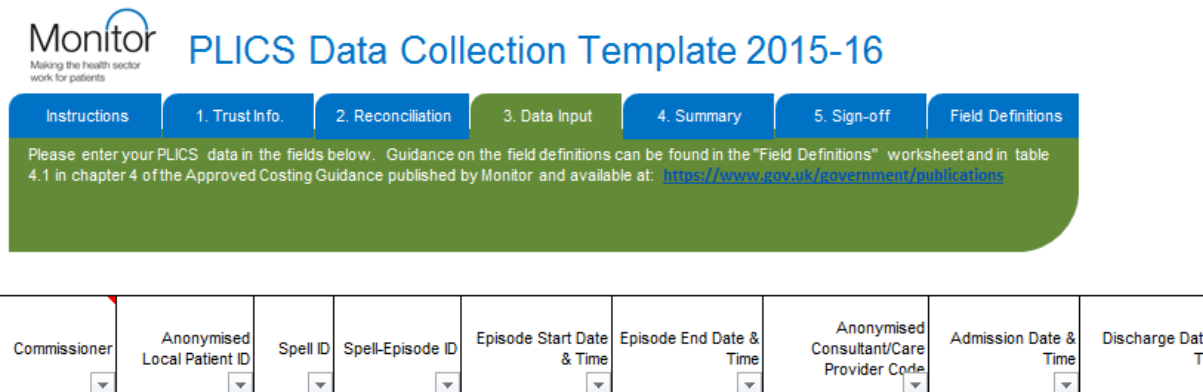 Monitor
Making the health sector
work for patients
PLICS Data Collection Template 2015-16
Instructions
1. Trust Info.
2. Reconciliation
3. Data Input
4. Summary
5. Sign-off
Field Definitions
Please enter your PLICS data in the fields below. Guidance on the field definitions can be found in the "Field Definitions" worksheet and in table
4.1 in chapter 4 of the Approved Costing Guidance published by Monitor and available at: https://www.gov.uk/government/publications
Commissioner
Anonymised
Local Patient ID
Spell ID
Spell-Episode ID
Episode Start Date
& Time
Episode End Date &
Time
Anonymised
Consultant/Care
Provider Code
Admission Date &
Time
Discharge Dat
T